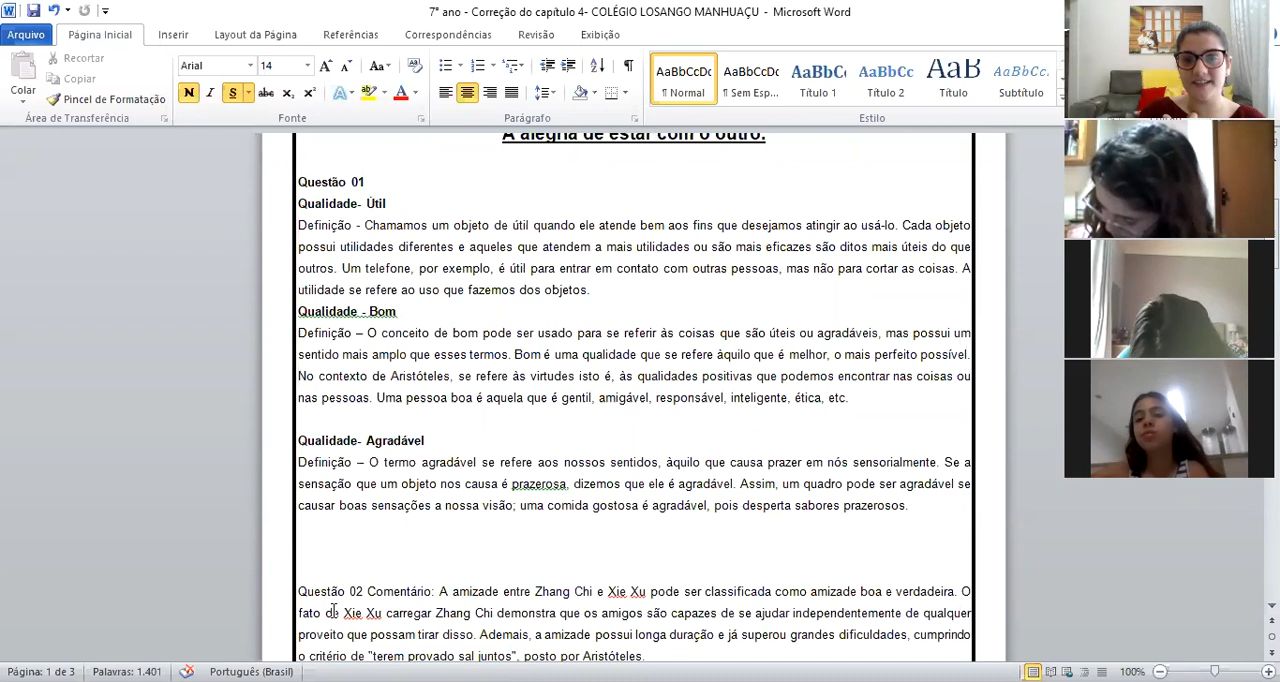 7º ano - Correção do capítulo 4- COLÉGIO LOSANGO MANHUAÇU - Microsoft Word
Arquivo Página Inicial Inserir Layout da Página Referências Correspondências Revisão Exibição
Recortar
Copiar
Pincel de Formatação
Colar
Área de Transferência
Arial 14
N I S abc x₂ x² A A
Fonte
Parágrafo
AaBbCcDc AaBbCcDc AaBbC AaBbCc AaB AaBbCc.
¶ Normal ¶ Sem Esp... Título 1 Título 2 Título Subtítulo
Estilo
A alegria de estar com o outro.
Questão 01
Qualidade- Útil
Definição - Chamamos um objeto de útil quando ele atende bem aos fins que desejamos atingir ao usá-lo. Cada objeto
possui utilidades diferentes e aqueles que atendem a mais utilidades ou são mais eficazes são ditos mais úteis do que
outros. Um telefone, por exemplo, é útil para entrar em contato com outras pessoas, mas não para cortar as coisas. A
utilidade se refere ao uso que fazemos dos objetos.
Qualidade - Bom
Definição – O conceito de bom pode ser usado para se referir às coisas que são úteis ou agradáveis, mas possui um
sentido mais amplo que esses termos. Bom é uma qualidade que se refere àquilo que é melhor, o mais perfeito possível.
No contexto de Aristóteles, se refere às virtudes isto é, às qualidades positivas que podemos encontrar nas coisas ou
nas pessoas. Uma pessoa boa é aquela que é gentil, amigável, responsável, inteligente, ética, etc.
Qualidade- Agradável
Definição – O termo agradável se refere aos nossos sentidos, àquilo que causa prazer em nós sensorialmente. Se a
sensação que um objeto nos causa é prazerosa, dizemos que ele é agradável. Assim, um quadro pode ser agradável se
causar boas sensações a nossa visão; uma comida gostosa é agradável, pois desperta sabores prazerosos.
Questão 02 Comentário: A amizade entre Zhang Chi e Xie Xu pode ser classificada como amizade boa e verdadeira. O
fato de Xie Xu carregar Zhang Chi demonstra que os amigos são capazes de se ajudar independentemente de qualquer
proveito que possam tirar disso. Ademais, a amizade possui longa duração e já superou grandes dificuldades, cumprindo
o critério de "terem provado sal juntos", posto por Aristóteles.
Página: 1 de 3 Palavras: 1.401 Português (Brasil) 100%